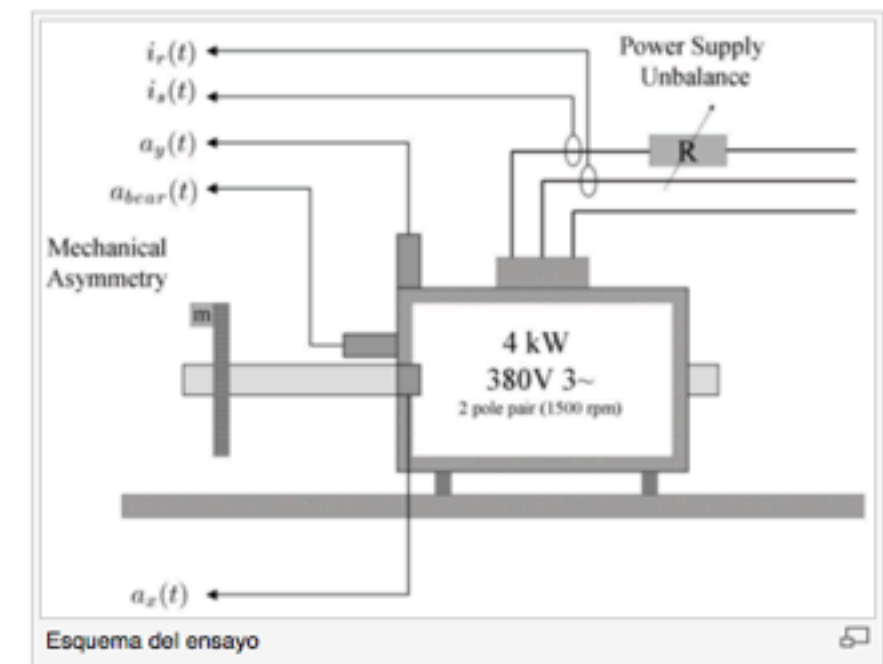 i_r(t)
i_s(t)
a_y(t)
a_bear(t)
Power Supply
Unbalance
R
Mechanical
Asymmetry
m
4 kW
380V 3~
2 pole pair (1500 rpm)
a_x(t)
Esquema del ensayo